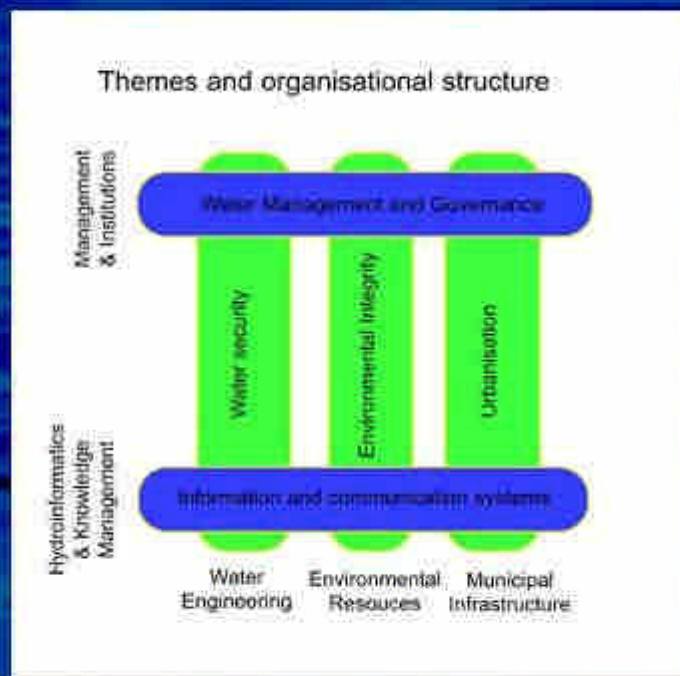 Themes and organisational structure
Management
& Institutions
Water Management and Governance
Water security
Environmental Integrity
Urbanisation
Hydroinformatics
& Knowledge
Management
Information and communication systems
Water
Engineering
Environmental
Resouces
Municipal
Infrastructure